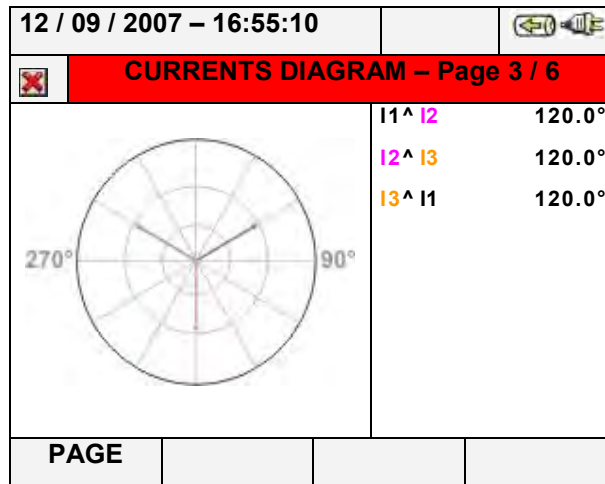 12 / 09 / 2007 – 16:55:10
CURRENTS DIAGRAM – Page 3 / 6
I1^ I2 120.0°
I2^ I3 120.0°
I3^ I1 120.0°
270° 90°
PAGE